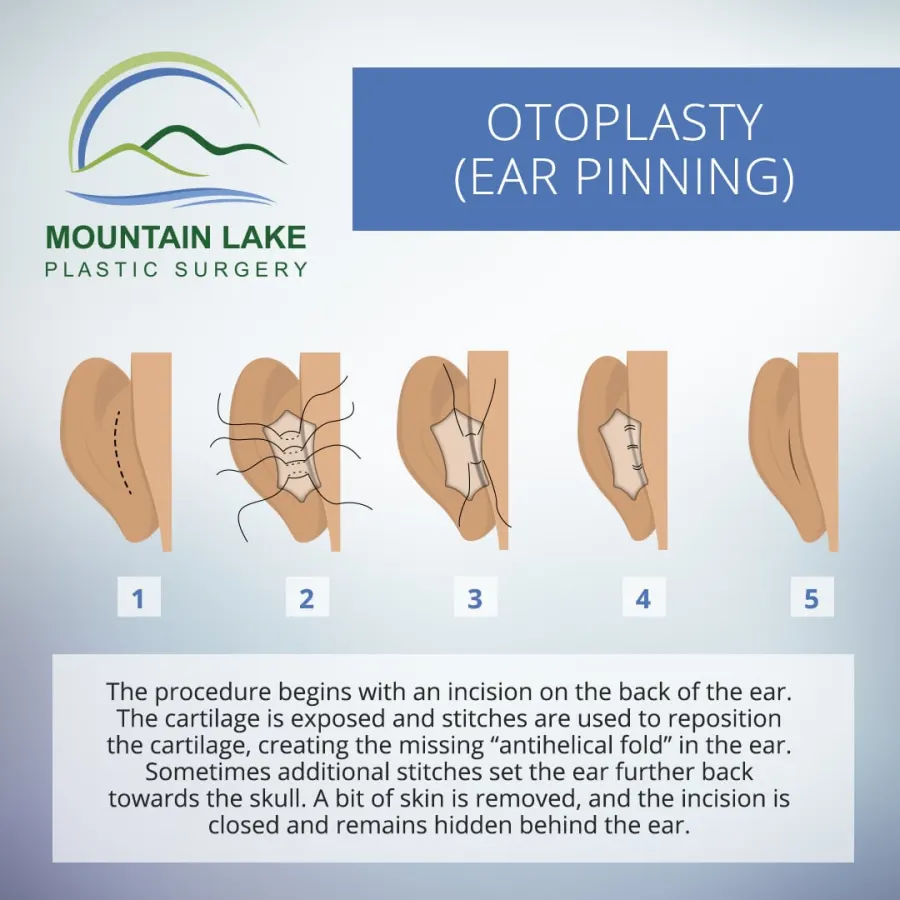 MOUNTAIN LAKE
PLASTIC SURGERY
OTOPLASTY
(EAR PINNING)
1
2
3
4
5
The procedure begins with an incision on the back of the ear.
The cartilage is exposed and stitches are used to reposition
the cartilage, creating the missing “antihelical fold” in the ear.
Sometimes additional stitches set the ear further back
towards the skull. A bit of skin is removed, and the incision is
closed and remains hidden behind the ear.